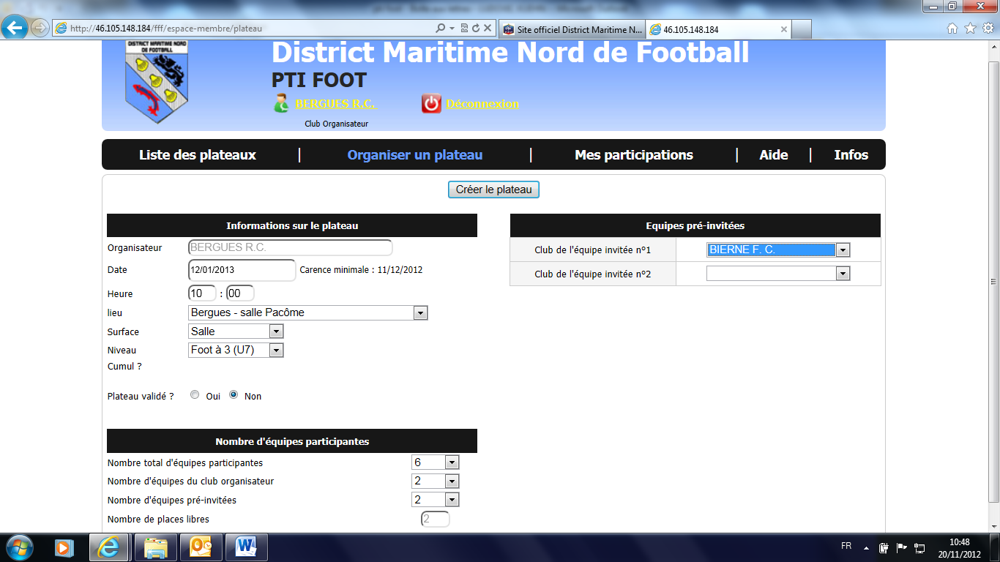 http://46.105.148.184/fff/espace-membre/plateau
Site officiel District Maritime N...
46.105.148.184
DISTRICT MARITIME NORD
DE FOOTBALL
District Maritime Nord de Football
PTI FOOT
BERGUES R.C.
Déconnexion
Club Organisateur
Liste des plateaux | Organiser un plateau | Mes participations | Aide | Infos
Créer le plateau
Informations sur le plateau
Organisateur BERGUES R.C.
Date 12/01/2013 Carence minimale : 11/12/2012
Heure 10 : 00
lieu Bergues - salle Pacôme
Surface Salle
Niveau Foot à 3 (U7)
Cumul ?
Plateau validé ? Oui Non
Equipes pré-invitées
Club de l'équipe invitée n°1 BIERNE F. C.
Club de l'équipe invitée n°2
Nombre d'équipes participantes
Nombre total d'équipes participantes 6
Nombre d'équipes du club organisateur 2
Nombre d'équipes pré-invitées 2
Nombre de places libres 2
FR
10:48
20/11/2012